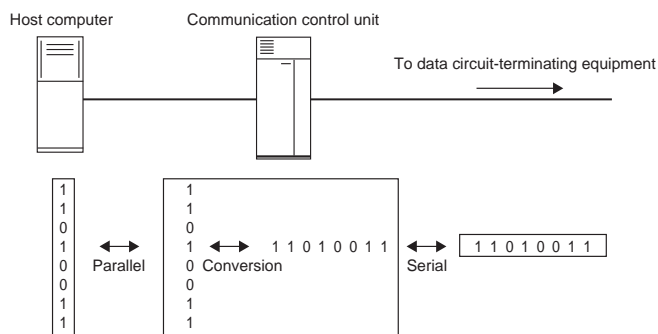 Host computer
Communication control unit
To data circuit-terminating equipment
1
1
0
1
0
0
1
1
Parallel
1
1
0
1
0
0
1
1
Conversion
1 1 0 1 0 0 1 1
Serial
1 1 0 1 0 0 1 1